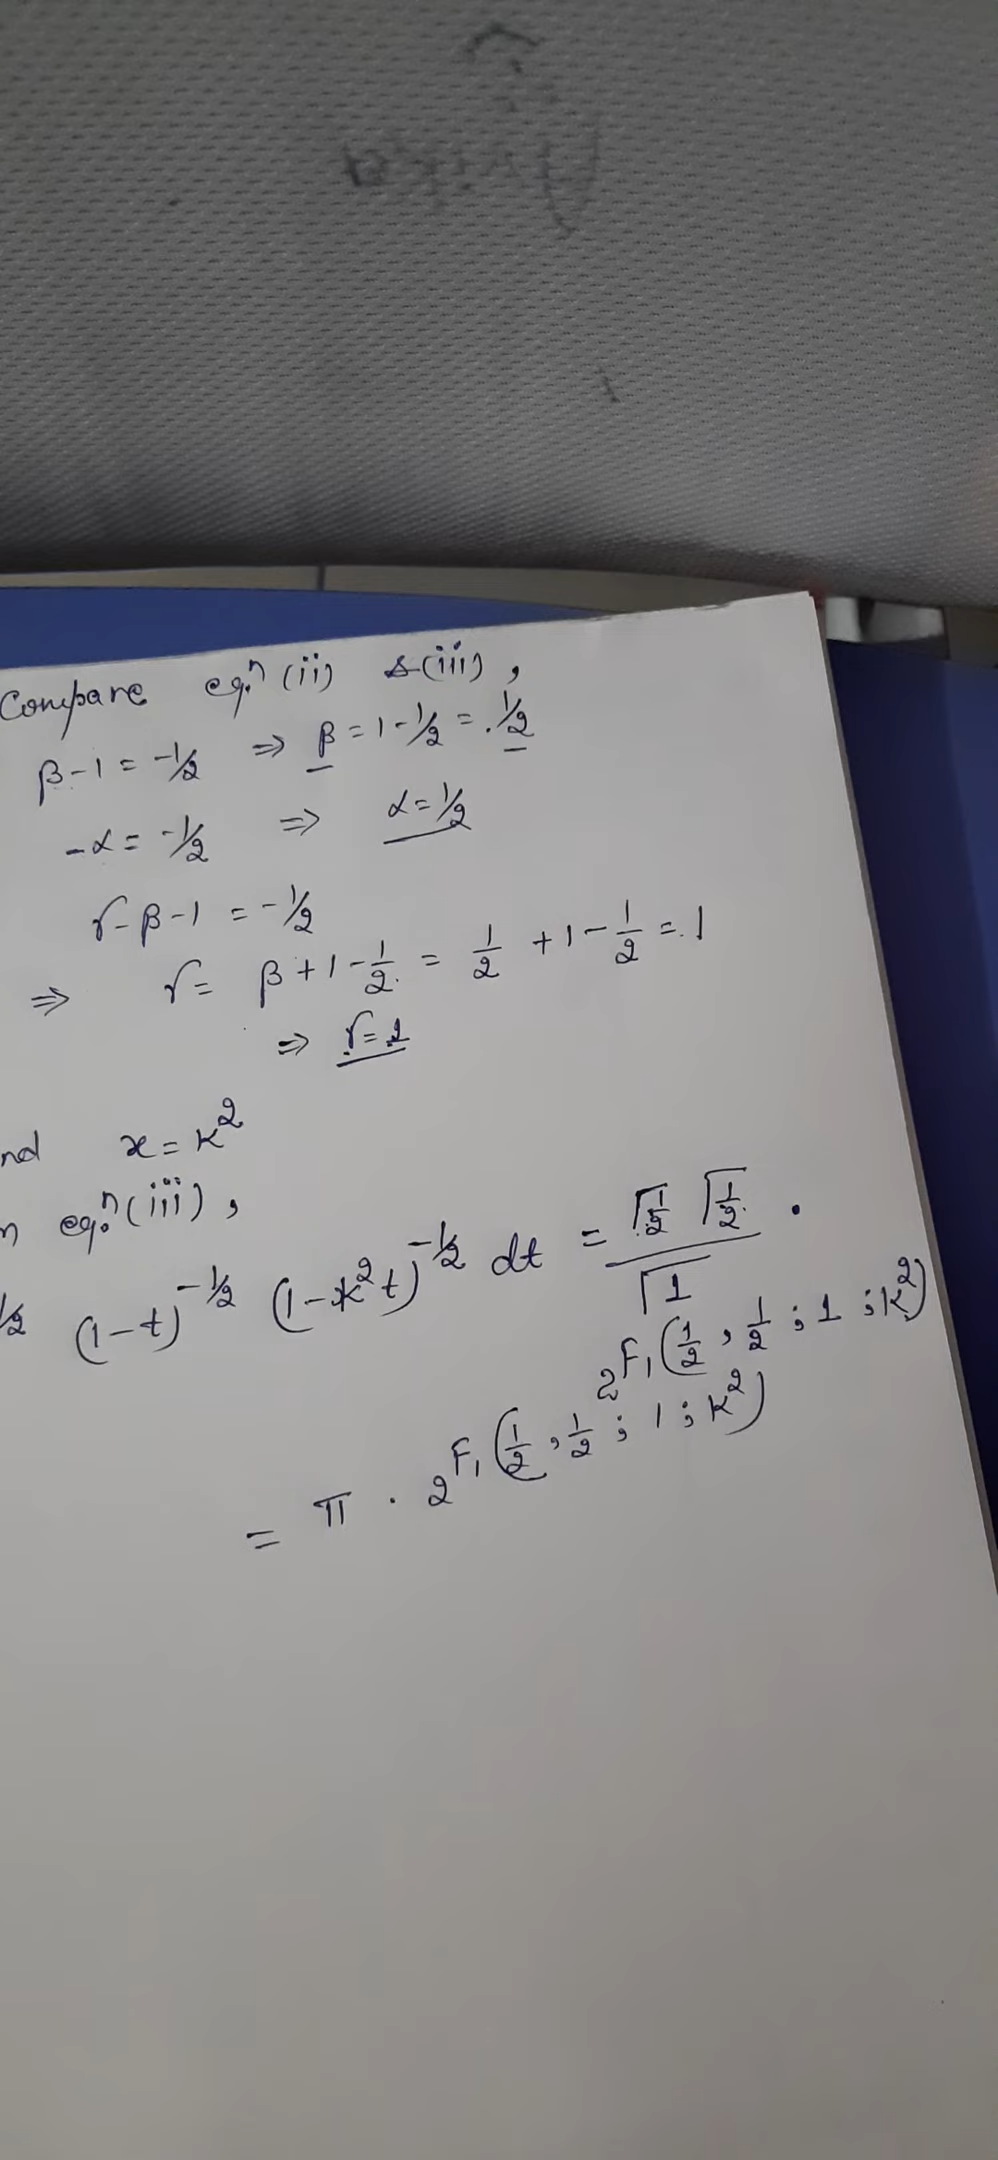 Compare eqⁿ. (ii) & (iii),
β-1 = -1/2 ⇒ β = 1-1/2 = 1/2
-α = -1/2 ⇒ α = 1/2
γ-β-1 = -1/2
⇒ γ = β+1-1/2 = 1/2 +1-1/2 = 1
⇒ γ=1
nd x = k²
n eqⁿ. (iii),
1/2 (1-t)^-1/2 (1-k²t)^-1/2 dt = Γ1/2 Γ1/2 / Γ1 .
₂F₁(1/2, 1/2; 1; k²)
= π . ₂F₁(1/2, 1/2; 1; k²)